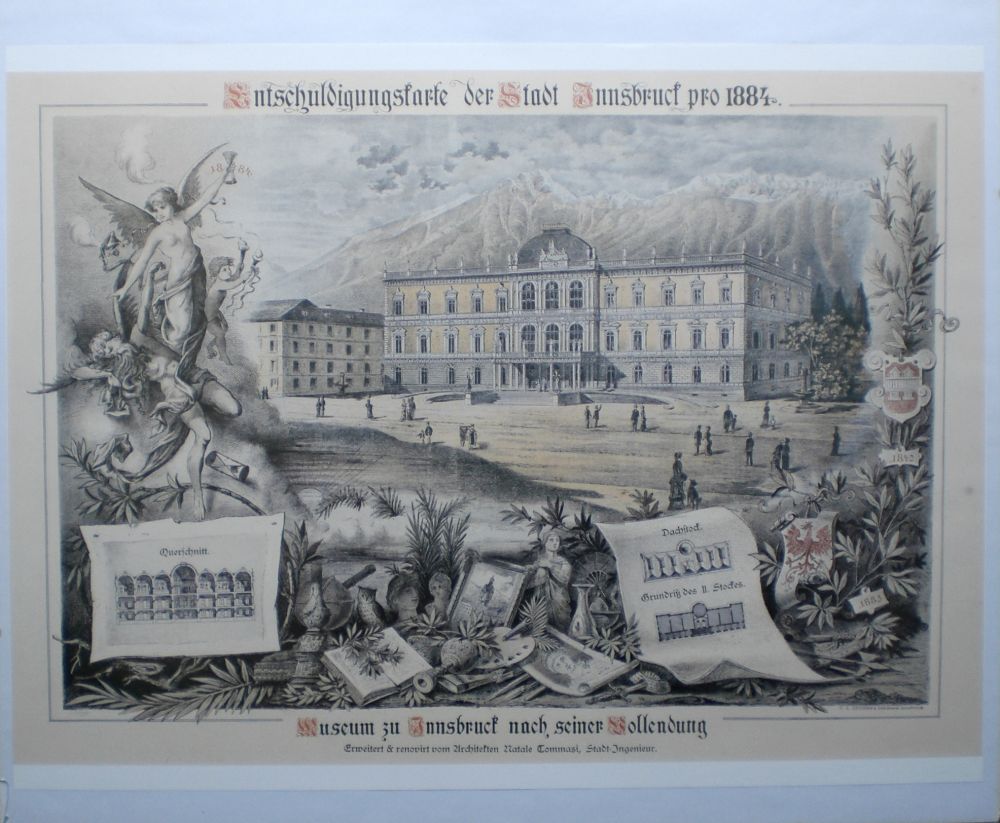 Entschuldigungskarte der Stadt Innsbruck pro 1884.
1884.
1842
Querschnitt.
Dachstock.
Grundriß des II. Stockes.
1883
Museum zu Innsbruck nach seiner Vollendung
Erweitert & renovirt vom Architekten Natale Tommasi, Stadt-Ingenieur.